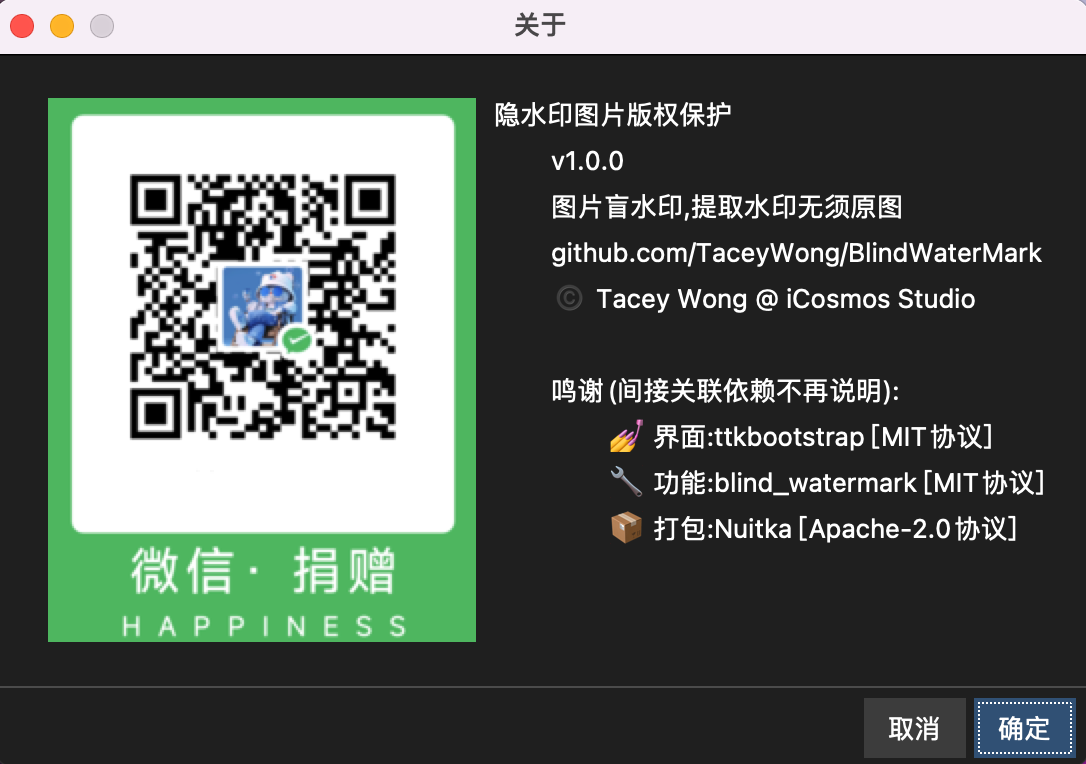 关于
隐水印图片版权保护
v1.0.0
图片盲水印,提取水印无须原图
github.com/TaceyWong/BlindWaterMark
© Tacey Wong @ iCosmos Studio
鸣谢(间接关联依赖不再说明):
💅 界面:ttkbootstrap[MIT协议]
🔧 功能:blind_watermark[MIT协议]
📦 打包:Nuitka[Apache-2.0协议]
微信· 捐赠
HAPPINESS
取消
确定